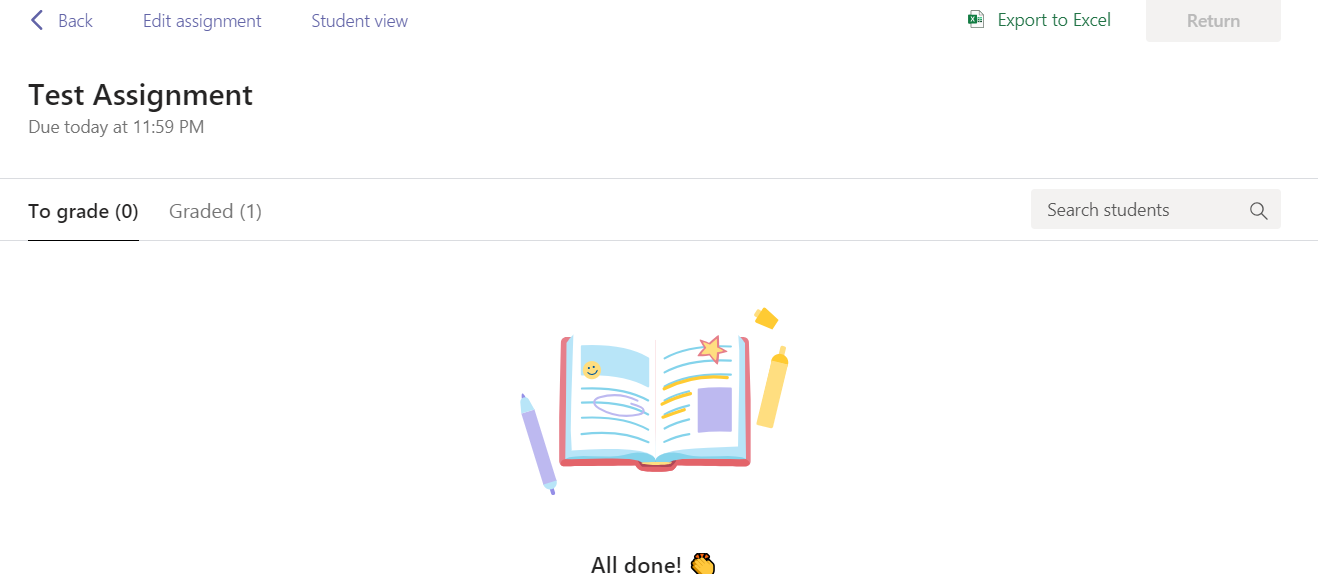 Back Edit assignment Student view Export to Excel Return
Test Assignment
Due today at 11:59 PM
To grade (0) Graded (1) Search students
All done! 👏